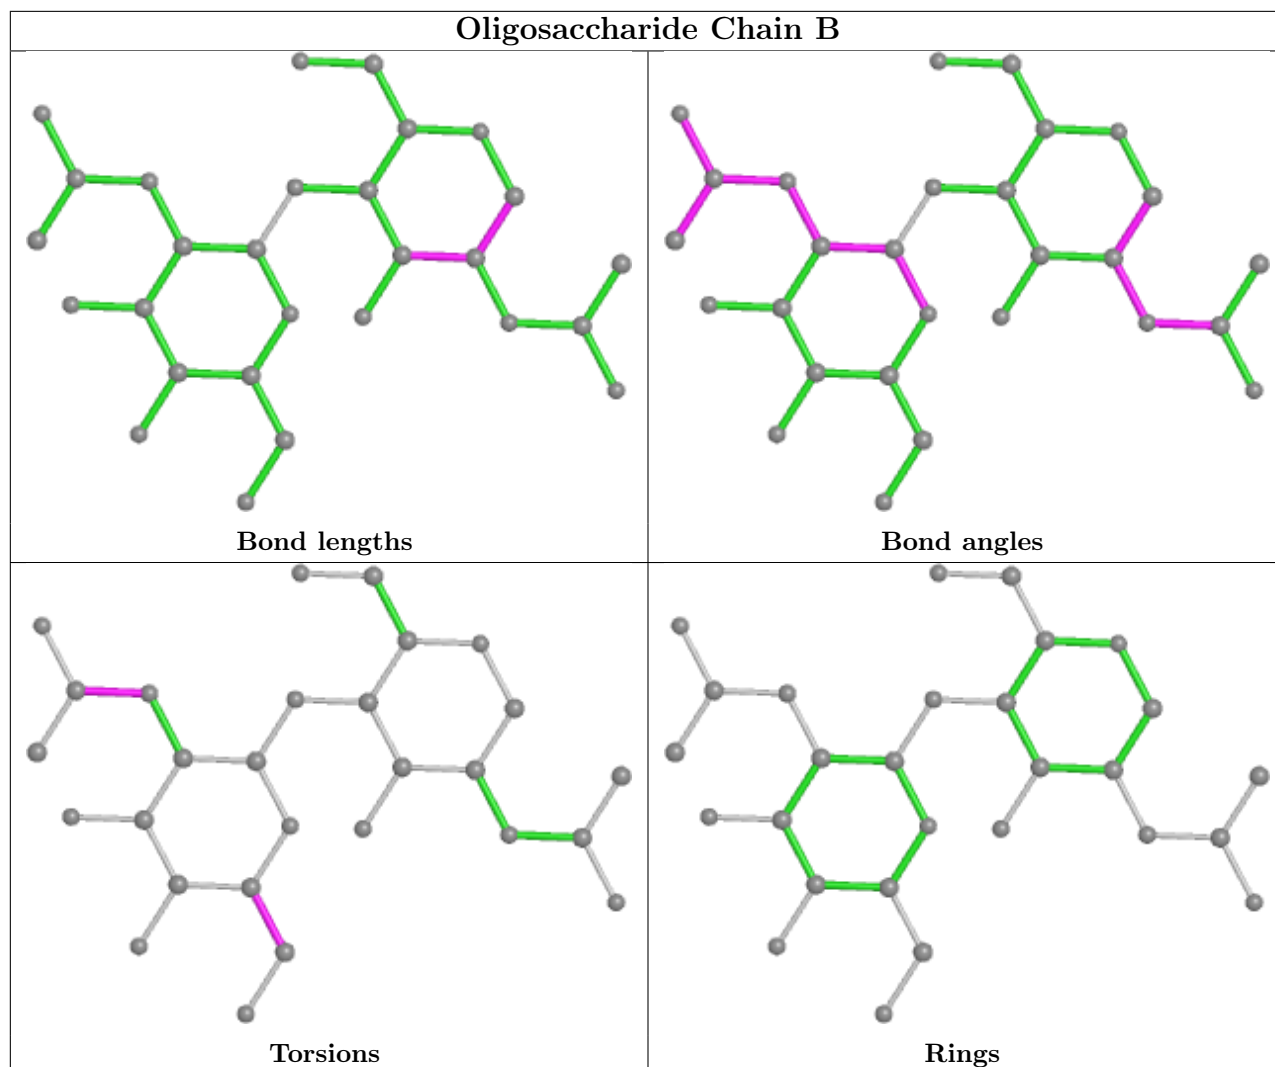 Oligosaccharide Chain B
Bond lengths
Bond angles
Torsions
Rings